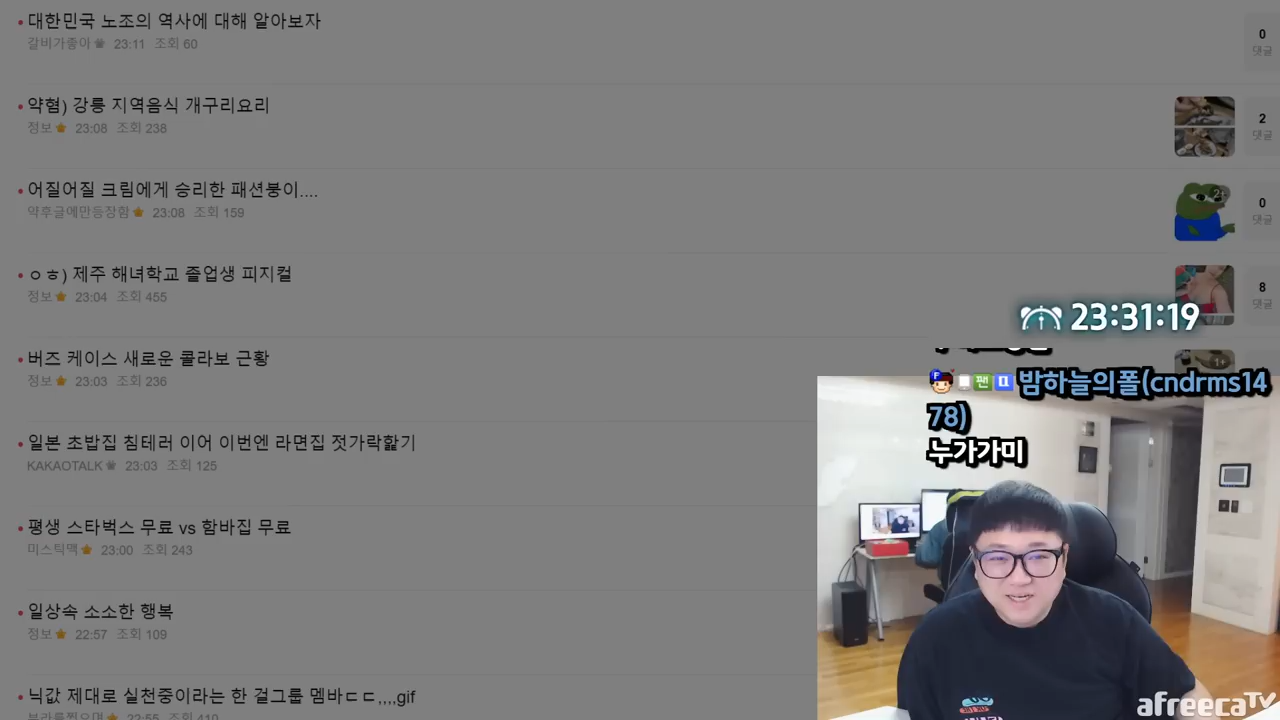 대한민국 노조의 역사에 대해 알아보자
갈비가좋아 23:11 조회 60
0
댓글
약혐) 강릉 지역음식 개구리요리
정보 23:08 조회 238
2
댓글
어질어질 크림에게 승리한 패션붕이....
약후글에만등장함 23:08 조회 159
2+
0
댓글
ㅇㅎ) 제주 해녀학교 졸업생 피지컬
정보 23:04 조회 455
8
댓글
23:31:19
버즈 케이스 새로운 콜라보 근황
정보 23:03 조회 236
1+
F 팬 밤하늘의폴(cndrms14
78)
누가가미
일본 초밥집 침테러 이어 이번엔 라면집 젓가락핥기
KAKAOTALK 23:03 조회 125
평생 스타벅스 무료 vs 함바집 무료
미스틱맥 23:00 조회 243
일상속 소소한 행복
정보 22:57 조회 109
닉값 제대로 실천중이라는 한 걸그룹 멤바ㄷㄷ,,,,gif
22:55 조회 410
afreecaTV